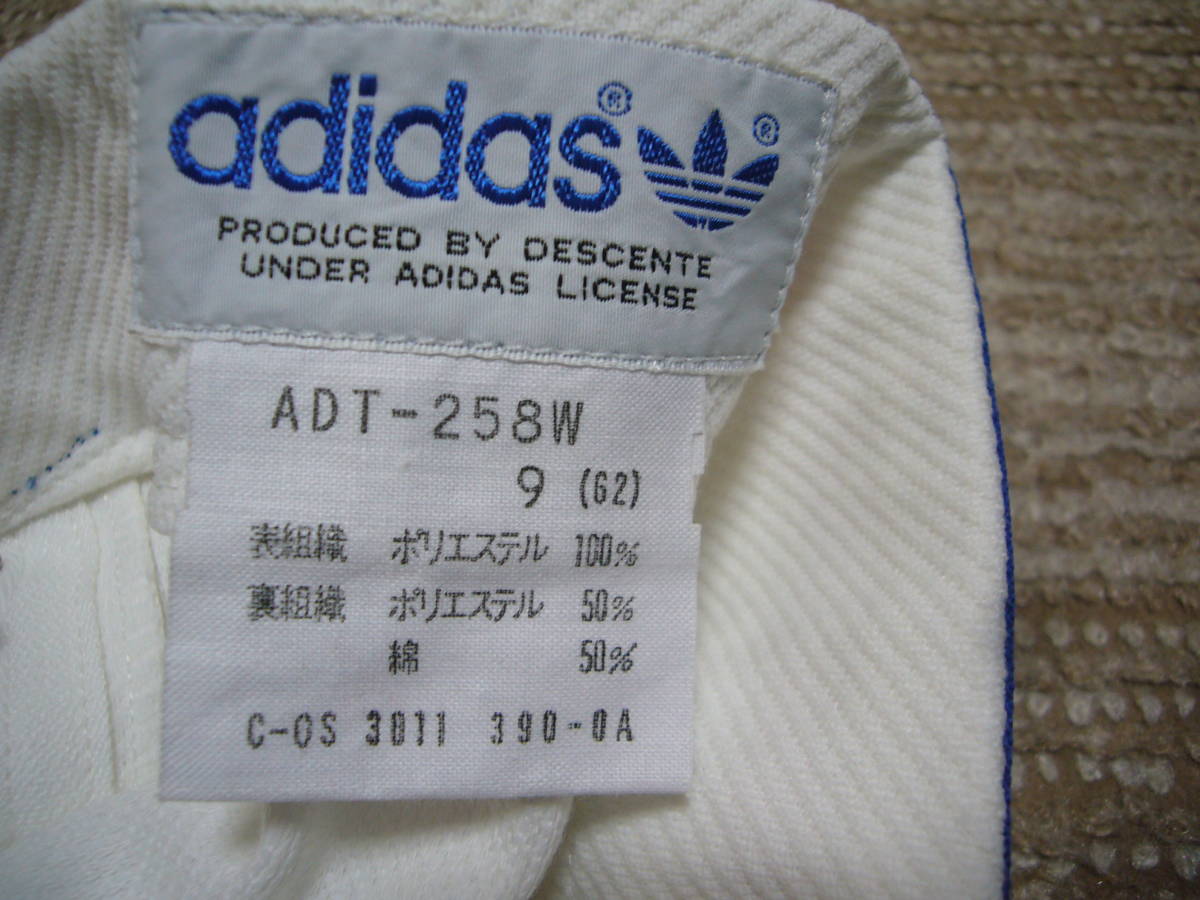 adidas®
®
PRODUCED BY DESCENTE
UNDER ADIDAS LICENSE
ADT-258W
9 (62)
表組織 ポリエステル 100%
裏組織 ポリエステル 50%
綿 50%
C-OS 3811 390-0A